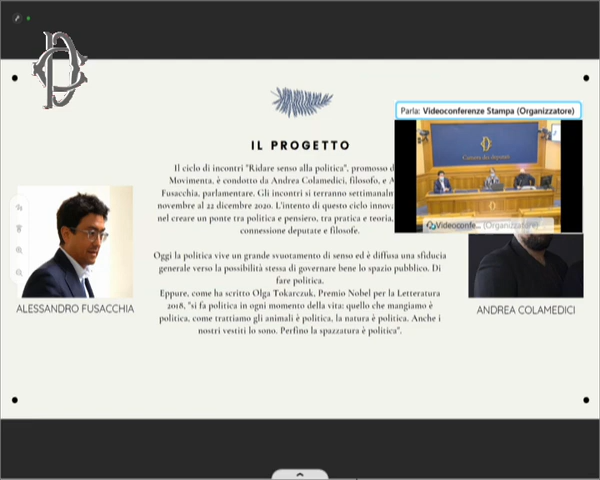 IL PROGETTO
Parla: Videoconferenze Stampa (Organizzatore)
Camera dei deputati
Videoconfe... (Organizzatore)
Il ciclo di incontri "Ridare senso alla politica", promosso d
Movimenta, è condotto da Andrea Colamedici, filosofo, e A
Fusacchia, parlamentare. Gli incontri si terranno settimanaln
novembre al 22 dicembre 2020. L'intento di questo ciclo innova
nel creare un ponte tra politica e pensiero, tra pratica e teoria,
connessione deputate e filosofe.
Oggi la politica vive un grande svuotamento di senso ed è diffusa una sfiducia
generale verso la possibilità stessa di governare bene lo spazio pubblico. Di
fare politica.
Eppure, come ha scritto Olga Tokarczuk, Premio Nobel per la Letteratura
2018, "si fa politica in ogni momento della vita: quello che mangiamo è
politica, come trattiamo gli animali è politica, la natura è politica. Anche i
nostri vestiti lo sono. Perfino la spazzatura è politica".
ALESSANDRO FUSACCHIA
ANDREA COLAMEDICI